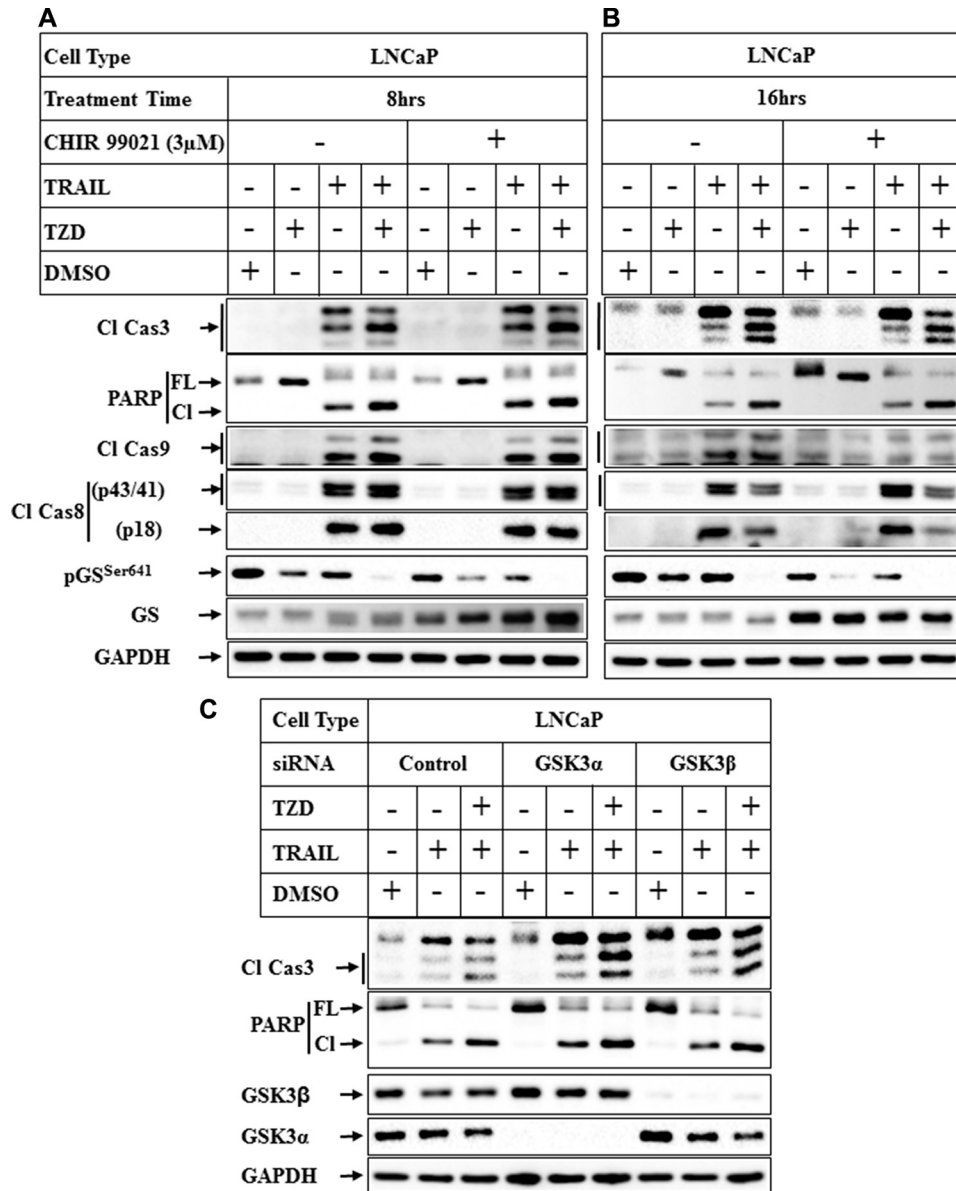 A
B
Cell Type LNCaP LNCaP
Treatment Time 8hrs 16hrs
CHIR 99021 (3μM) - + - +
TRAIL - - + + - - + + - - + + - - + +
TZD - + - + - + - + - + - + - + - +
DMSO + - - - + - - - + - - - + - - -
Cl Cas3
PARP FL
Cl
Cl Cas9
Cl Cas8 (p43/41)
(p18)
pGSSer641
GS
GAPDH
C
Cell Type LNCaP
siRNA Control GSK3α GSK3β
TZD - - + - - + - - +
TRAIL - + + - + + - + +
DMSO + - - + - - + - -
Cl Cas3
PARP FL
Cl
GSK3β
GSK3α
GAPDH